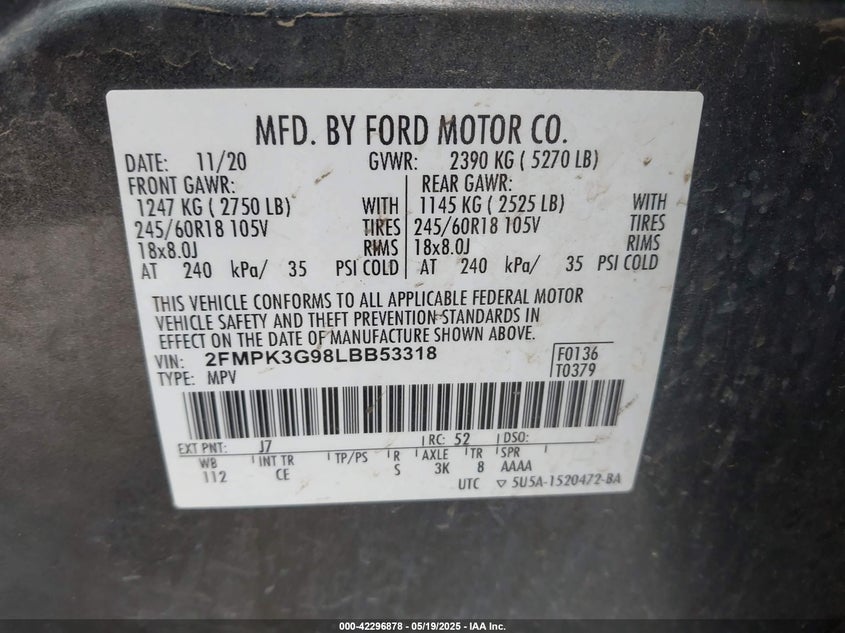 MFD. BY FORD MOTOR CO.
DATE: 11/20 GVWR: 2390 KG ( 5270 LB)
FRONT GAWR: REAR GAWR:
1247 KG ( 2750 LB) WITH 1145 KG ( 2525 LB) WITH
245/60R18 105V TIRES 245/60R18 105V TIRES
18x8.0J RIMS 18x8.0J RIMS
AT 240 kPa/ 35 PSI COLD AT 240 kPa/ 35 PSI COLD
THIS VEHICLE CONFORMS TO ALL APPLICABLE FEDERAL MOTOR
VEHICLE SAFETY AND THEFT PREVENTION STANDARDS IN
EFFECT ON THE DATE OF MANUFACTURE SHOWN ABOVE.
VIN: 2FMPK3G98LBB53318 F0136
TYPE: MPV T0379
EXT PNT: J7 RC: 52 DSO:
WB INT TR TP/PS R AXLE TR SPR
112 CE S 3K 8 AAAA
UTC ▽ 5U5A-1520472-BA
000-42296878 - 05/19/2025 - IAA Inc.